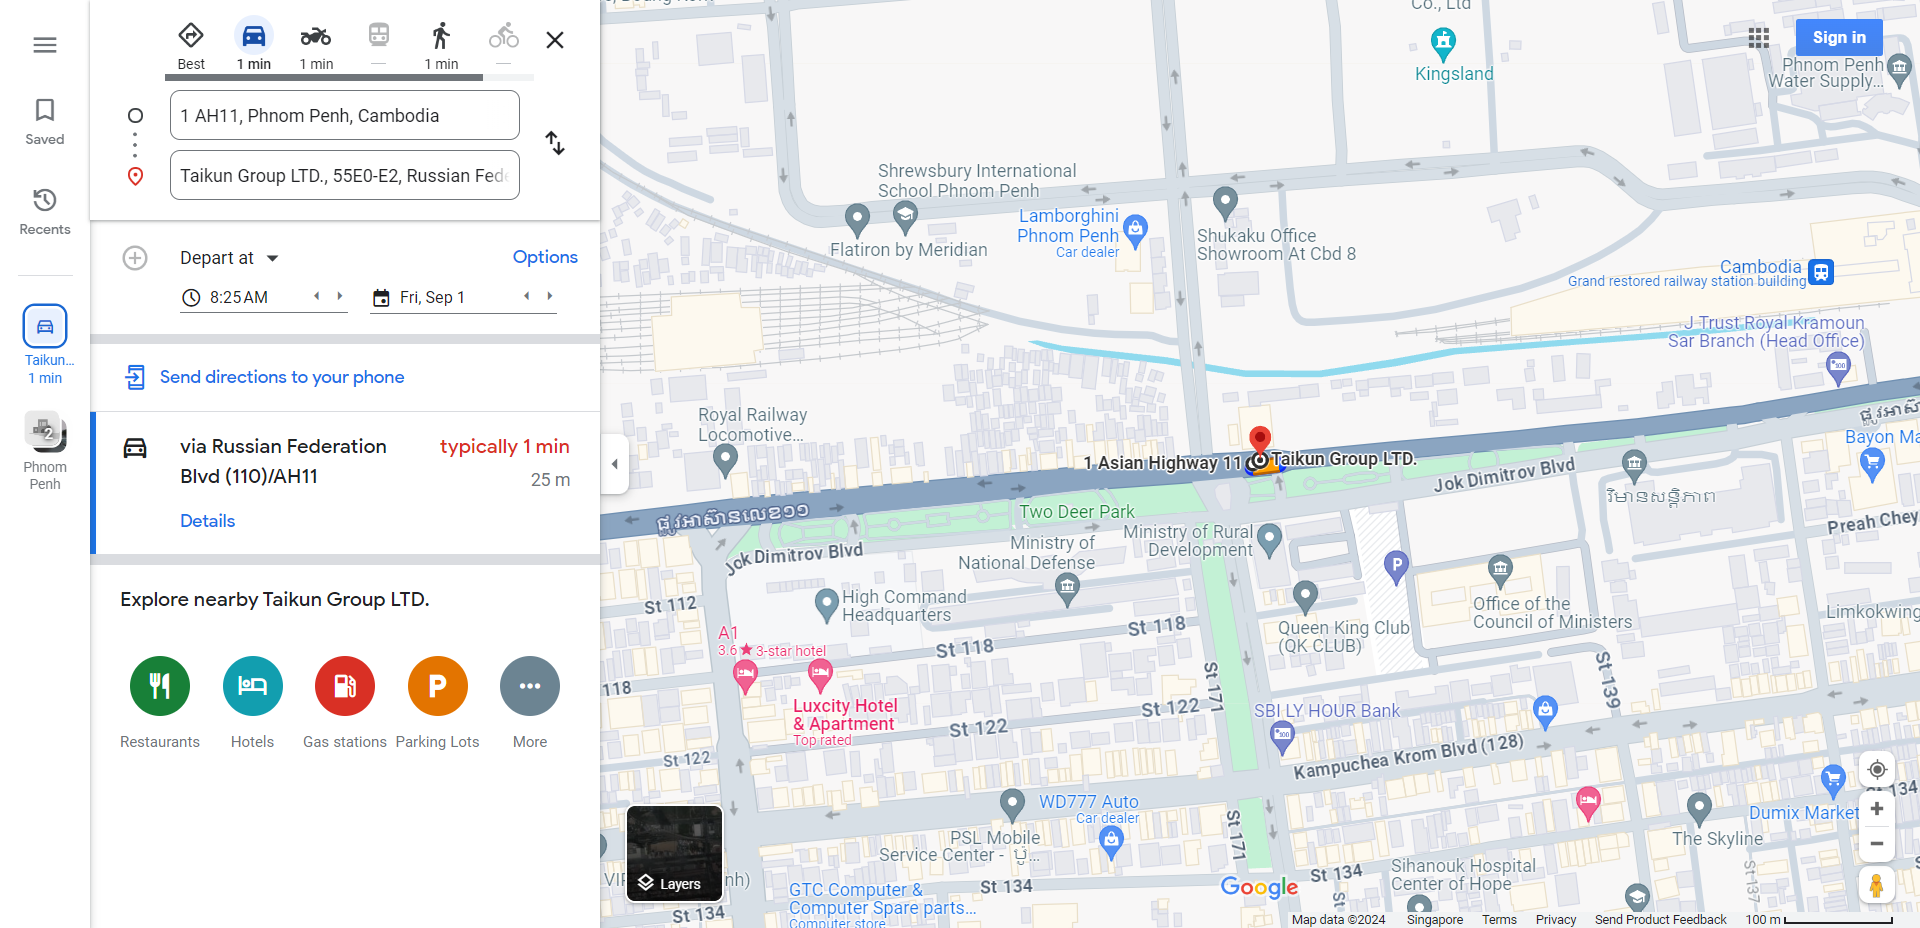 Best
1 min
1 min
—
1 min
—
1 AH11, Phnom Penh, Cambodia
Taikun Group LTD., 55E0-E2, Russian Fede
Saved
Recents
Taikun...
1 min
2
Phnom
Penh
Depart at
Options
8:25 AM
Fri, Sep 1
Send directions to your phone
via Russian Federation
Blvd (110)/AH11
typically 1 min
25 m
Details
Explore nearby Taikun Group LTD.
Restaurants
Hotels
Gas stations
Parking Lots
More
Co., Ltd
Kingsland
Sign in
Phnom Penh
Water Supply...
Shrewsbury International
School Phnom Penh
Flatiron by Meridian
Lamborghini
Phnom Penh
Car dealer
Shukaku Office
Showroom At Cbd 8
Cambodia
Grand restored railway station building
J Trust Royal Kramoun
Sar Branch (Head Office)
Royal Railway
Locomotive...
1 Asian Highway 11
Taikun Group LTD.
Bayon Ma
Jok Dimitrov Blvd
វិមានសន្តិភាព
Preah Chey
ផ្លូវអាស៊ានលេខ១១
Two Deer Park
Jok Dimitrov Blvd
Ministry of
National Defense
Ministry of Rural
Development
P
St 112
High Command
Headquarters
Office of the
Council of Ministers
Limkokwing
Queen King Club
(QK CLUB)
A1
3.6★ 3-star hotel
St 118
St 118
118
St 171
St 139
Luxcity Hotel
& Apartment
Top rated
St 122
St 122
St 122
SBI LY HOUR Bank
Kampuchea Krom Blvd (128)
WD777 Auto
Car dealer
St 171
Dumix Market
St 134
The Skyline
PSL Mobile
Service Center - ប៉ូ...
Layers
GTC Computer &
Computer Spare parts...
Computer store
St 134
St 134
St 134
Sihanouk Hospital
Center of Hope
St 137
Google
Map data ©2024
Singapore
Terms
Privacy
Send Product Feedback
100 m